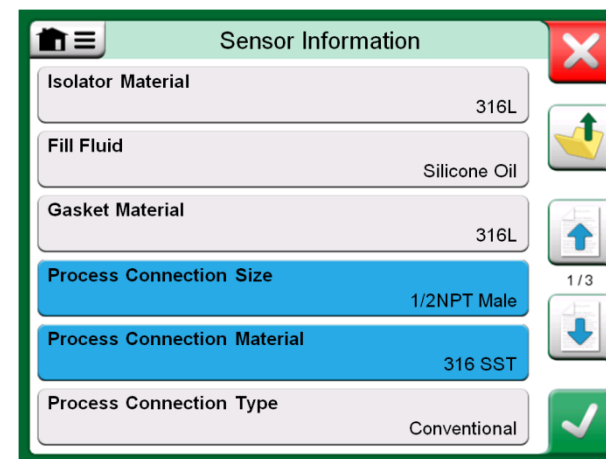 Sensor Information
Isolator Material
316L
Fill Fluid
Silicone Oil
Gasket Material
316L
Process Connection Size
1/2NPT Male
1/3
Process Connection Material
316 SST
Process Connection Type
Conventional